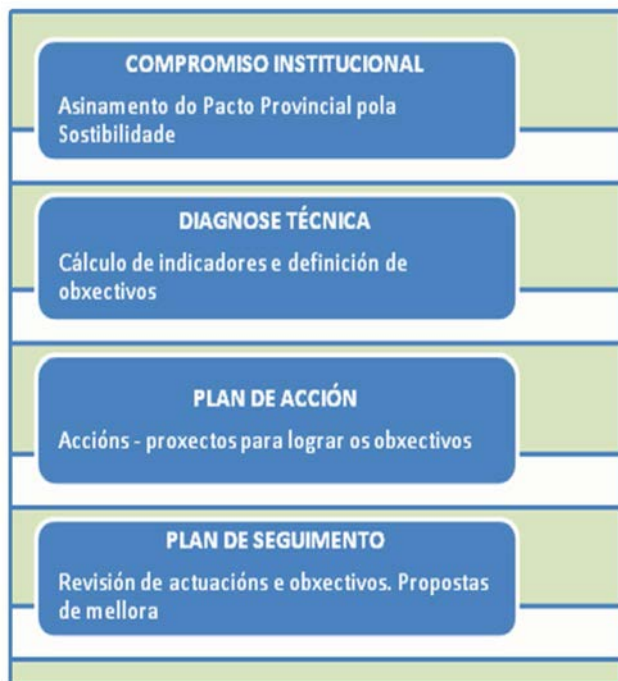 COMPROMISO INSTITUCIONAL
Asinamento do Pacto Provincial pola
Sostibilidade
DIAGNOSE TÉCNICA
Cálculo de indicadores e definición de
obxectivos
PLAN DE ACCIÓN
Accións - proxectos para lograr os obxectivos
PLAN DE SEGUIMENTO
Revisión de actuacións e obxectivos. Propostas
de mellora